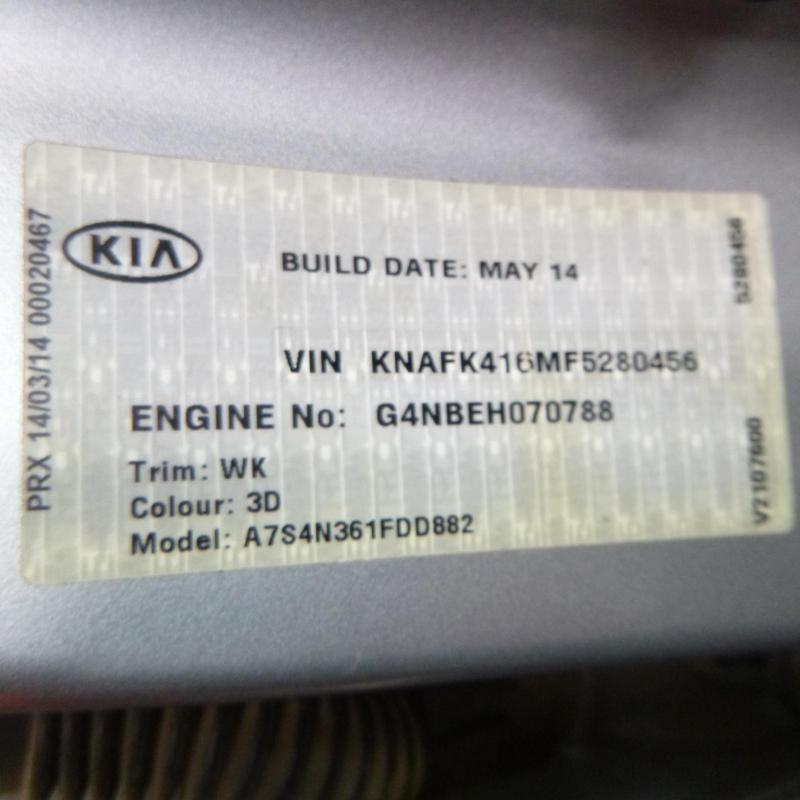 KIA
BUILD DATE: MAY 14
VIN KNAFK416MF5280456
ENGINE No: G4NBEH070788
Trim: WK
Colour: 3D
Model: A7S4N361FDD882
PRX 14/03/14 00020467
5280456
V2107600